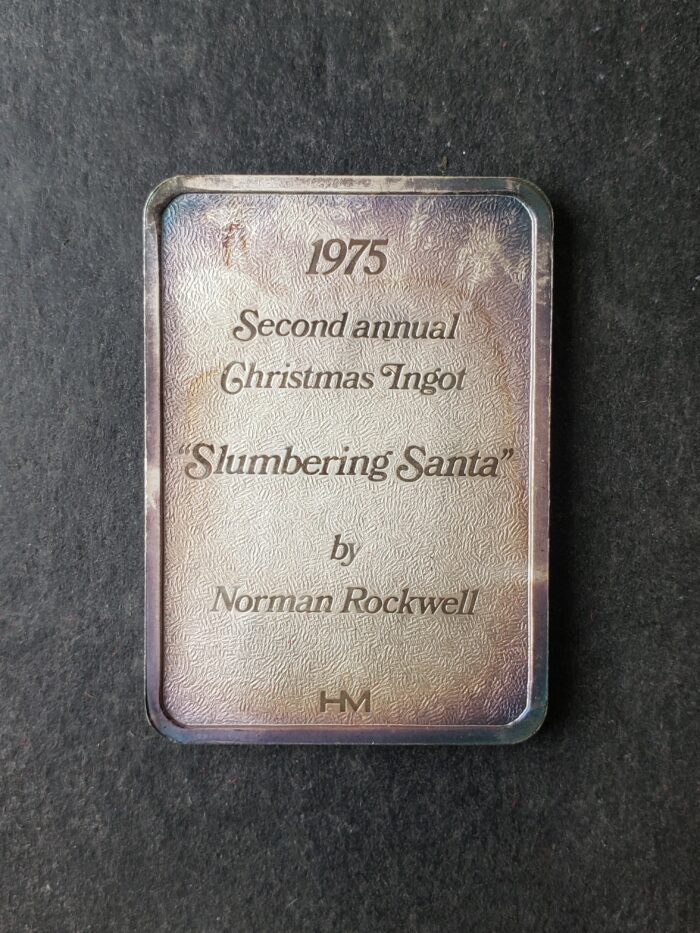 1975
Second annual
Christmas Ingot
"Slumbering Santa"
by
Norman Rockwell
HM